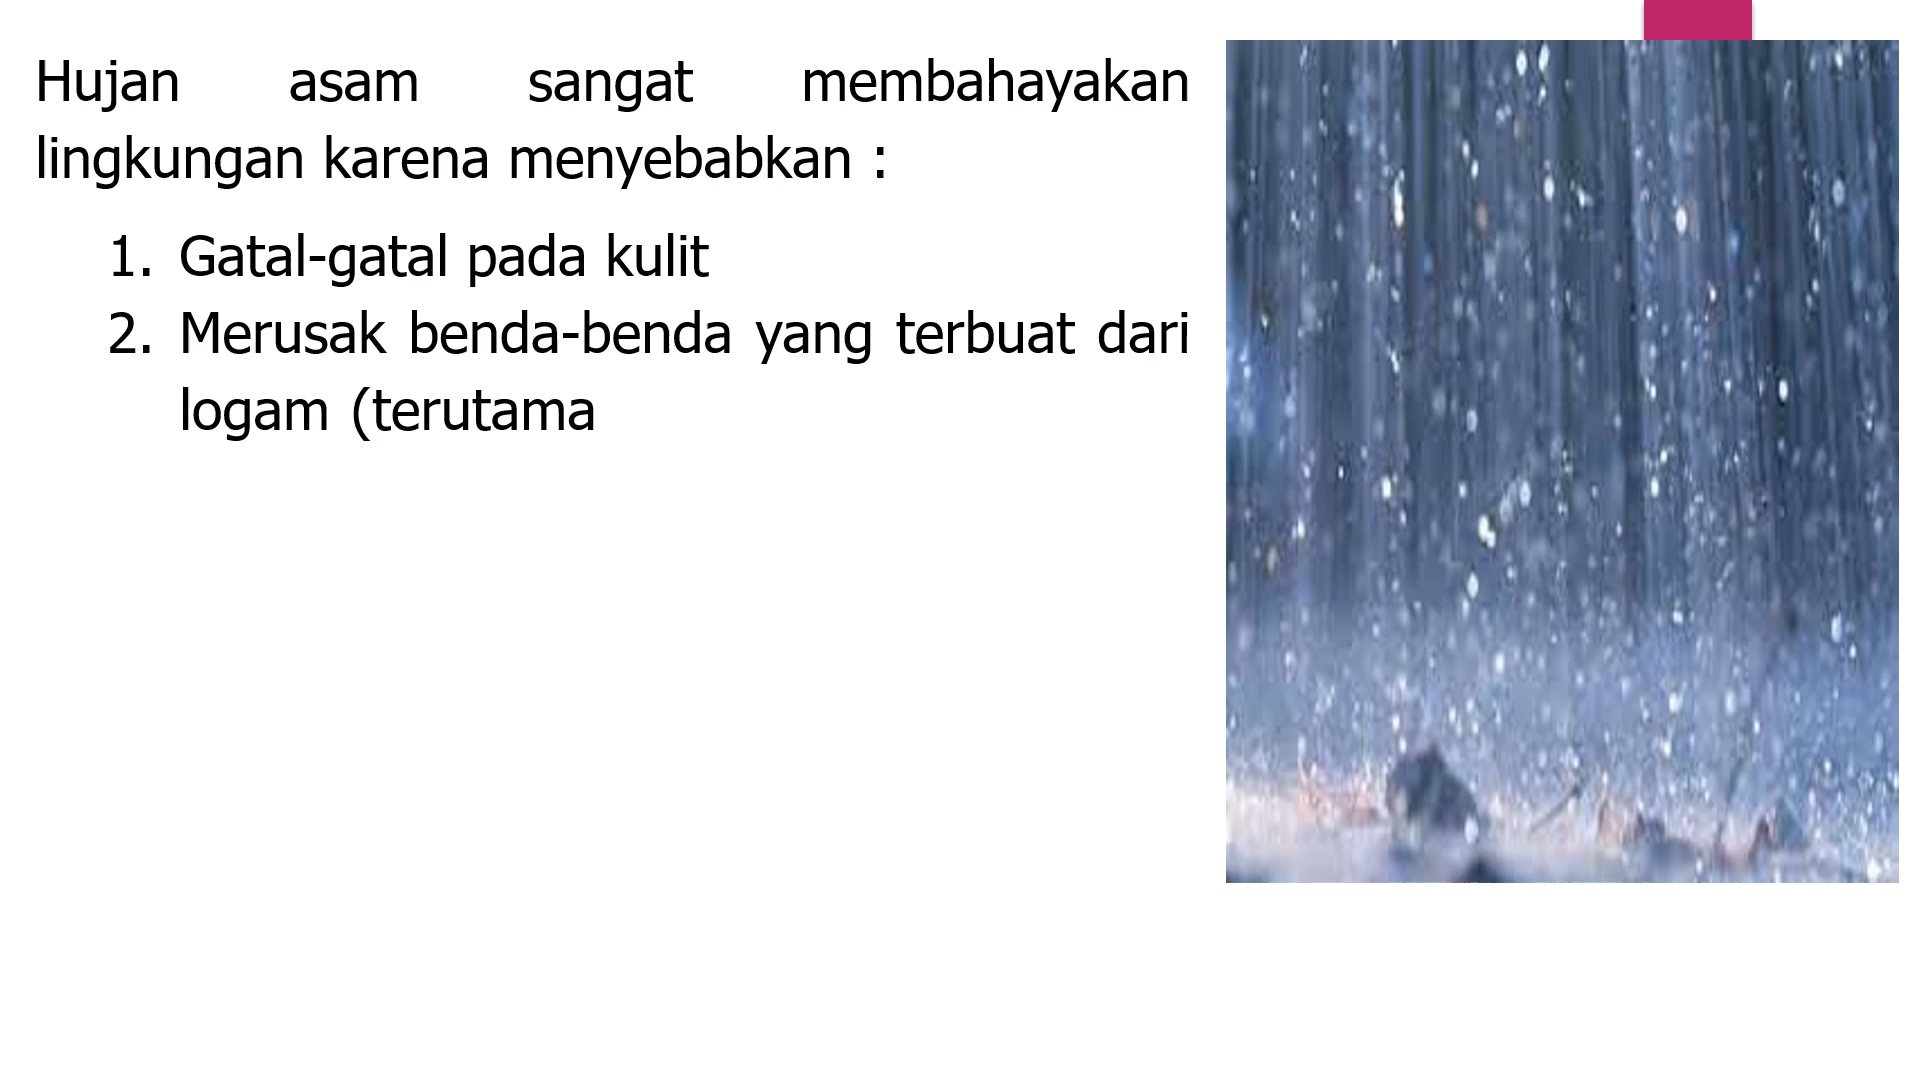 Hujan asam sangat membahayakan
lingkungan karena menyebabkan :
1. Gatal-gatal pada kulit
2. Merusak benda-benda yang terbuat dari
logam (terutama